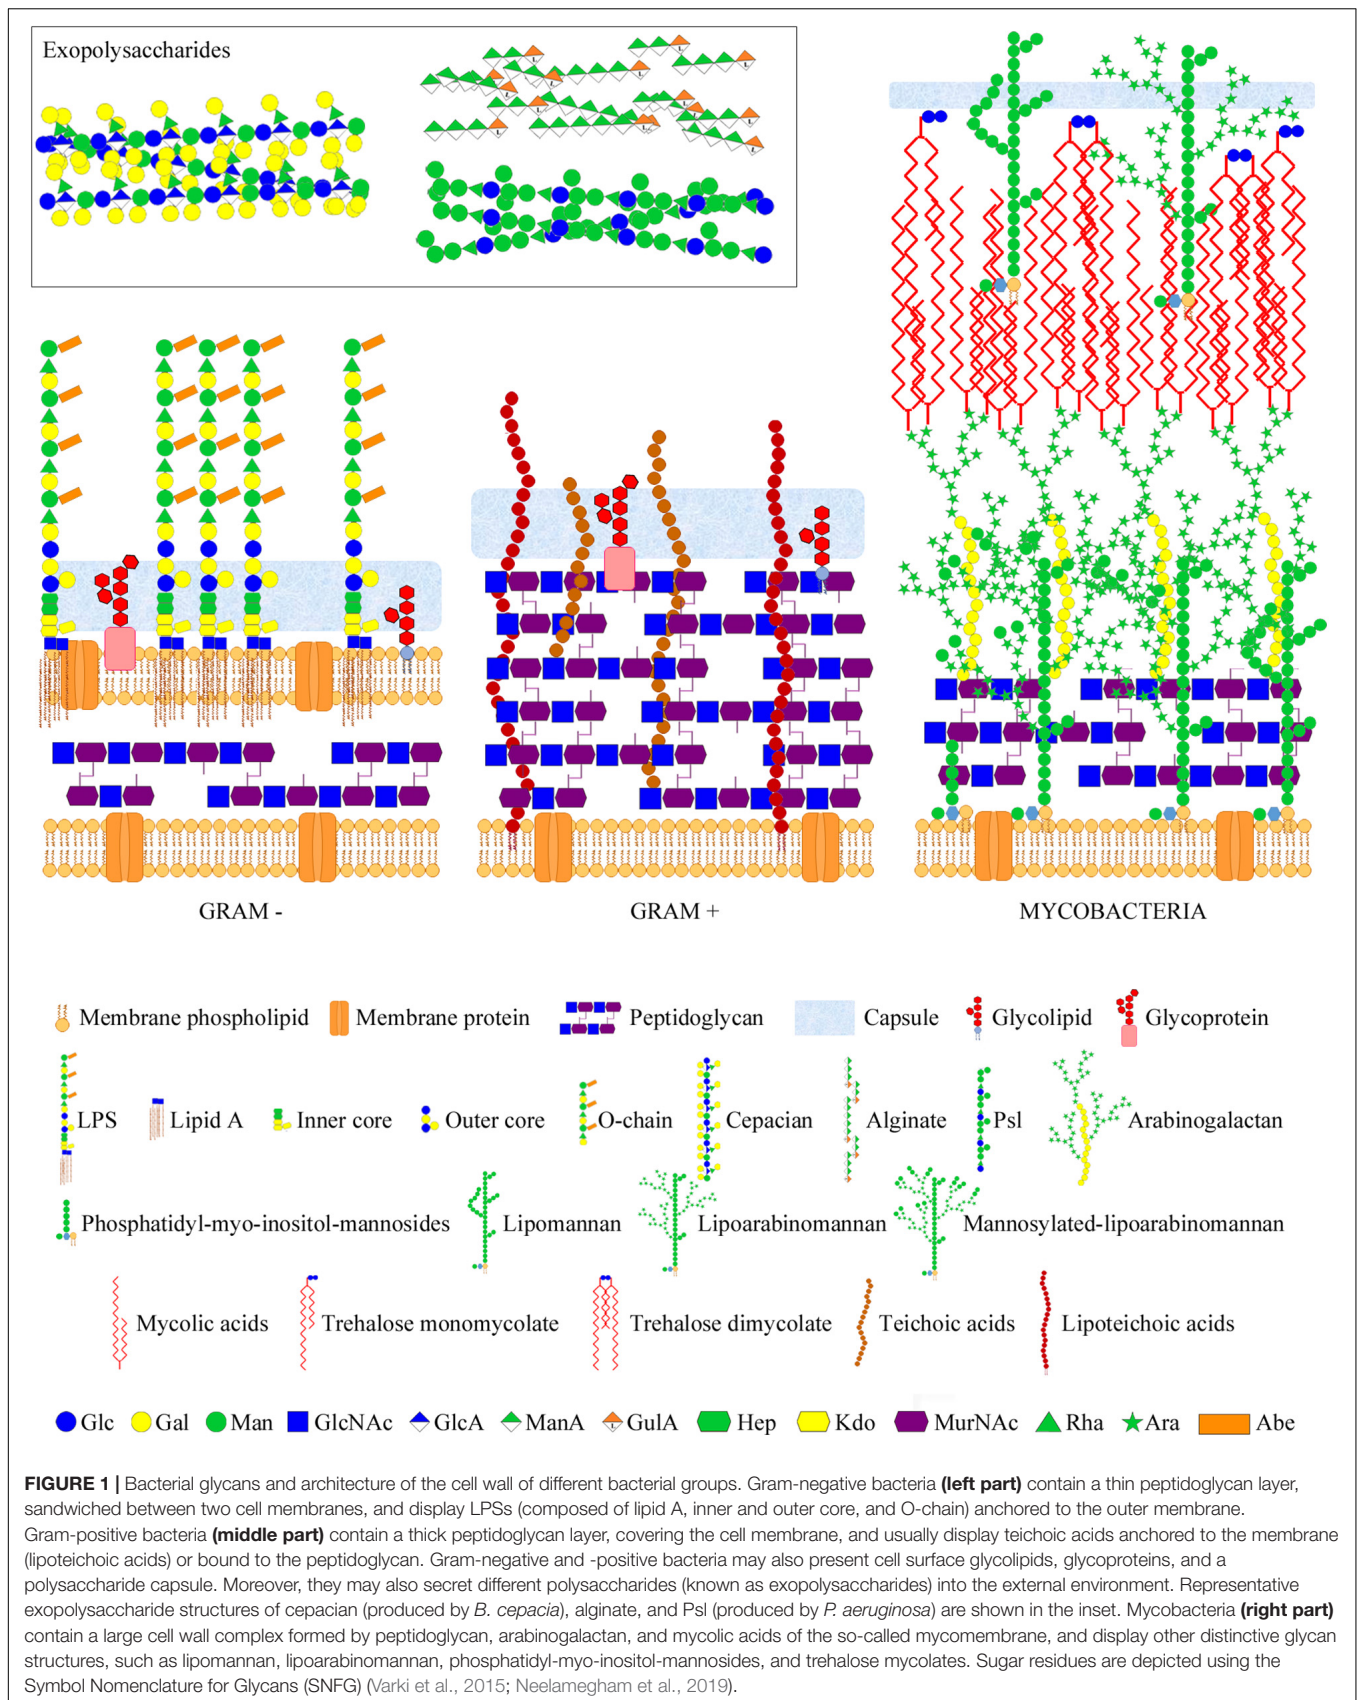 Exopolysaccharides
GRAM -
GRAM +
MYCOBACTERIA
Membrane phospholipid
Membrane protein
Peptidoglycan
Capsule
Glycolipid
Glycoprotein
LPS
Lipid A
Inner core
Outer core
O-chain
Cepacian
Alginate
Psl
Arabinogalactan
Phosphatidyl-myo-inositol-mannosides
Lipomannan
Lipoarabinomannan
Mannosylated-lipoarabinomannan
Mycolic acids
Trehalose monomycolate
Trehalose dimycolate
Teichoic acids
Lipoteichoic acids
Glc Gal Man GlcNAc GlcA ManA GulA Hep Kdo MurNAc Rha Ara Abe
FIGURE 1 | Bacterial glycans and architecture of the cell wall of different bacterial groups. Gram-negative bacteria (left part) contain a thin peptidoglycan layer,
sandwiched between two cell membranes, and display LPSs (composed of lipid A, inner and outer core, and O-chain) anchored to the outer membrane.
Gram-positive bacteria (middle part) contain a thick peptidoglycan layer, covering the cell membrane, and usually display teichoic acids anchored to the membrane
(lipoteichoic acids) or bound to the peptidoglycan. Gram-negative and -positive bacteria may also present cell surface glycolipids, glycoproteins, and a
polysaccharide capsule. Moreover, they may also secret different polysaccharides (known as exopolysaccharides) into the external environment. Representative
exopolysaccharide structures of cepacian (produced by B. cepacia), alginate, and Psl (produced by P. aeruginosa) are shown in the inset. Mycobacteria (right part)
contain a large cell wall complex formed by peptidoglycan, arabinogalactan, and mycolic acids of the so-called mycomembrane, and display other distinctive glycan
structures, such as lipomannan, lipoarabinomannan, phosphatidyl-myo-inositol-mannosides, and trehalose mycolates. Sugar residues are depicted using the
Symbol Nomenclature for Glycans (SNFG) (Varki et al., 2015; Neelamegham et al., 2019).